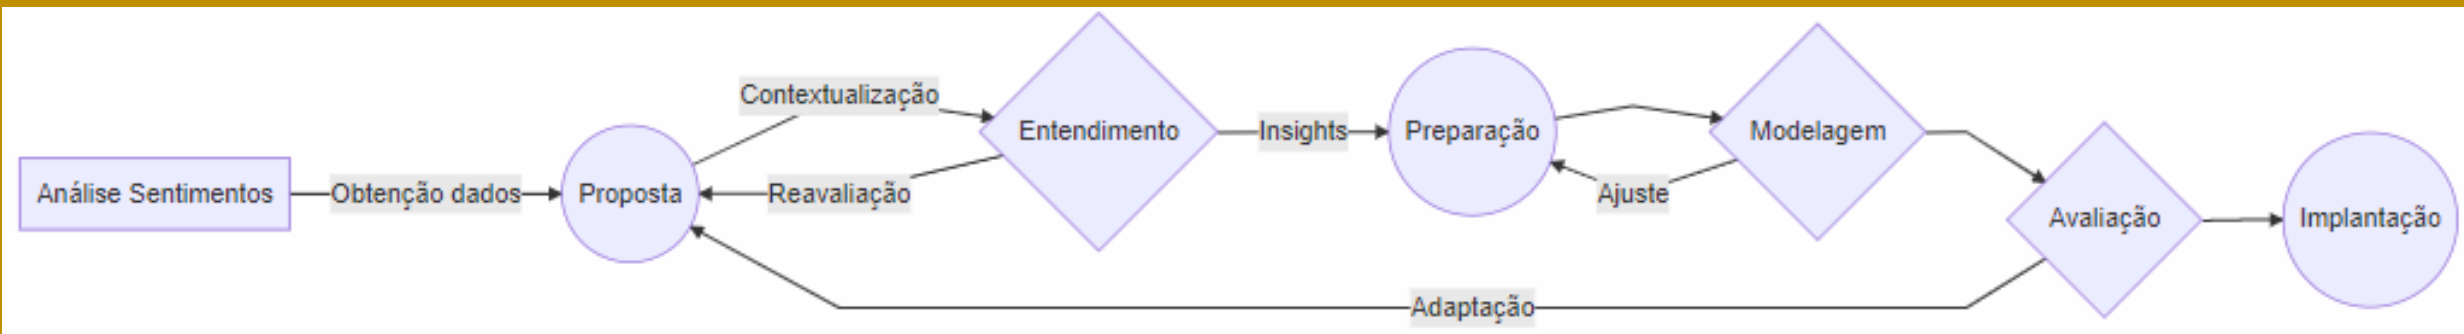 Análise Sentimentos
Obtenção dados
Proposta
Contextualização
Reavaliação
Entendimento
Insights
Preparação
Ajuste
Modelagem
Avaliação
Adaptação
Implantação